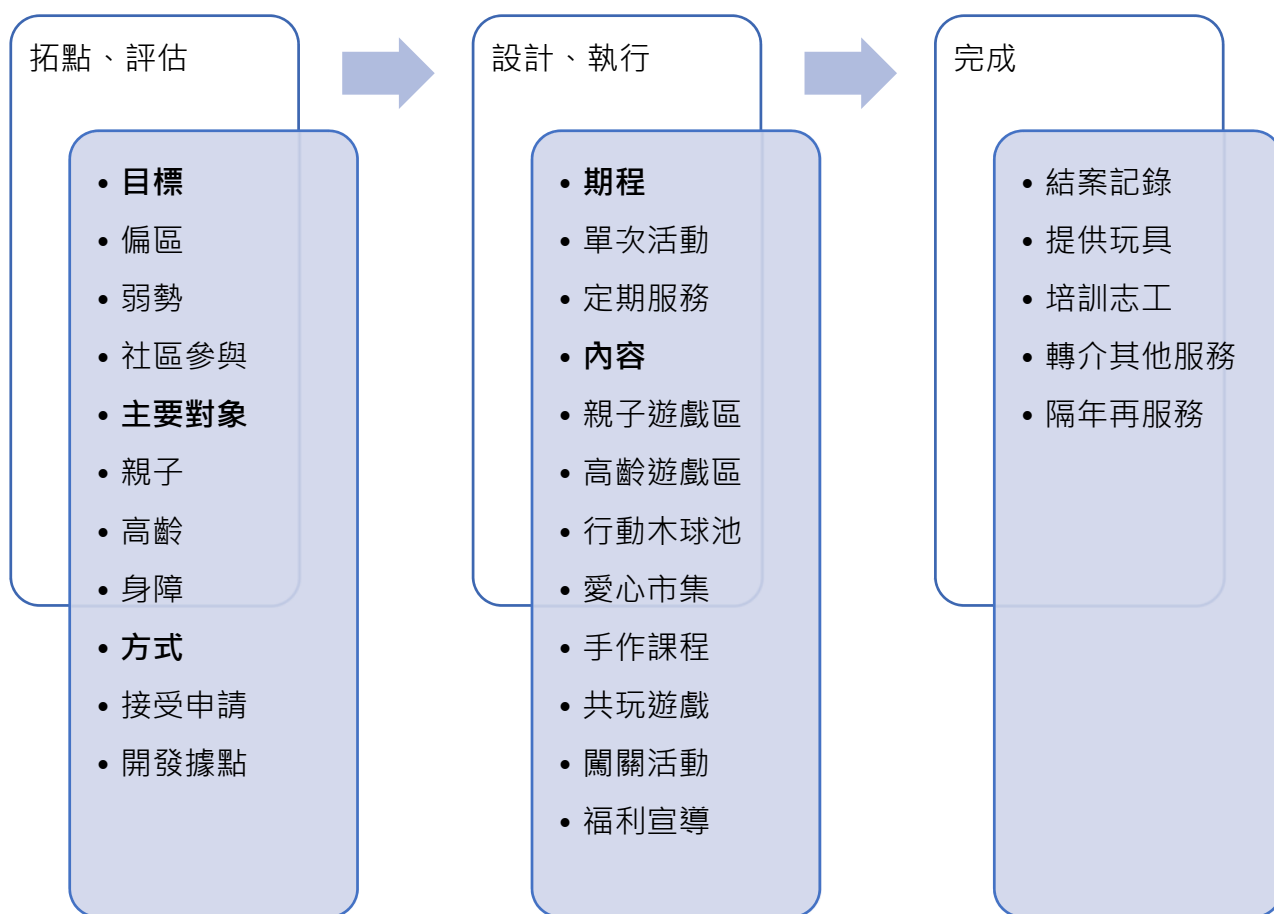 拓點、評估
• 目標
• 偏區
• 弱勢
• 社區參與
• 主要對象
• 親子
• 高齡
• 身障
• 方式
• 接受申請
• 開發據點
設計、執行
• 期程
• 單次活動
• 定期服務
• 內容
• 親子遊戲區
• 高齡遊戲區
• 行動木球池
• 愛心市集
• 手作課程
• 共玩遊戲
• 闖關活動
• 福利宣導
完成
• 結案記錄
• 提供玩具
• 培訓志工
• 轉介其他服務
• 隔年再服務